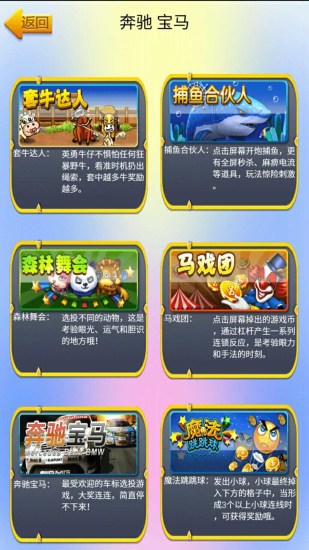 返回
奔驰 宝马
套牛达人
套牛达人：
英勇牛仔不惧怕任何狂
暴野牛，看准时机扔出
绳索，套中越多牛奖励
越多。
捕鱼合伙人
捕鱼合伙人：
点击屏幕开炮捕鱼，更
有全屏秒杀、麻痹电流
等道具，玩法惊险刺激
。
森林舞会
森林舞会：
选投不同的动物，这是
考验眼光、运气和胆识
的地方哦！
马戏团
马戏团：
点击屏幕掉出的游戏币
，通过杠杆产生一系列
连锁反应，是考验眼力
和手法的时刻。
奔驰宝马
BMW
奔驰宝马：
最受欢迎的车标选投游
戏，大奖连连，简直停
不下来！
魔法
跳跳球
魔法跳跳球：
发出小球，小球最终掉
入下方的格子中，当形
成3个以上小球连线时
，可获得奖励哦。